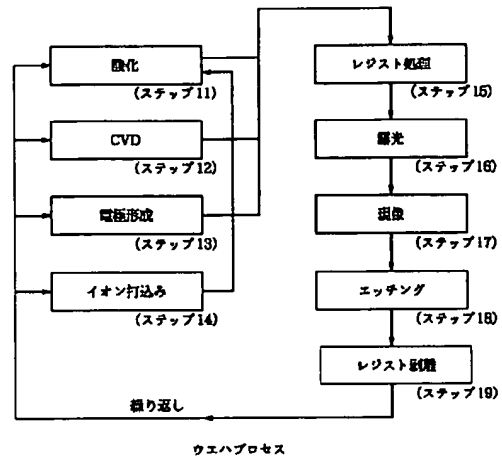 酸化
(ステップ11)
CVD
(ステップ12)
電極形成
(ステップ13)
イオン打込み
(ステップ14)
レジスト処理
(ステップ15)
露光
(ステップ16)
現像
(ステップ17)
エッチング
(ステップ18)
レジスト剥離
(ステップ19)
繰り返し
ウエハプロセス